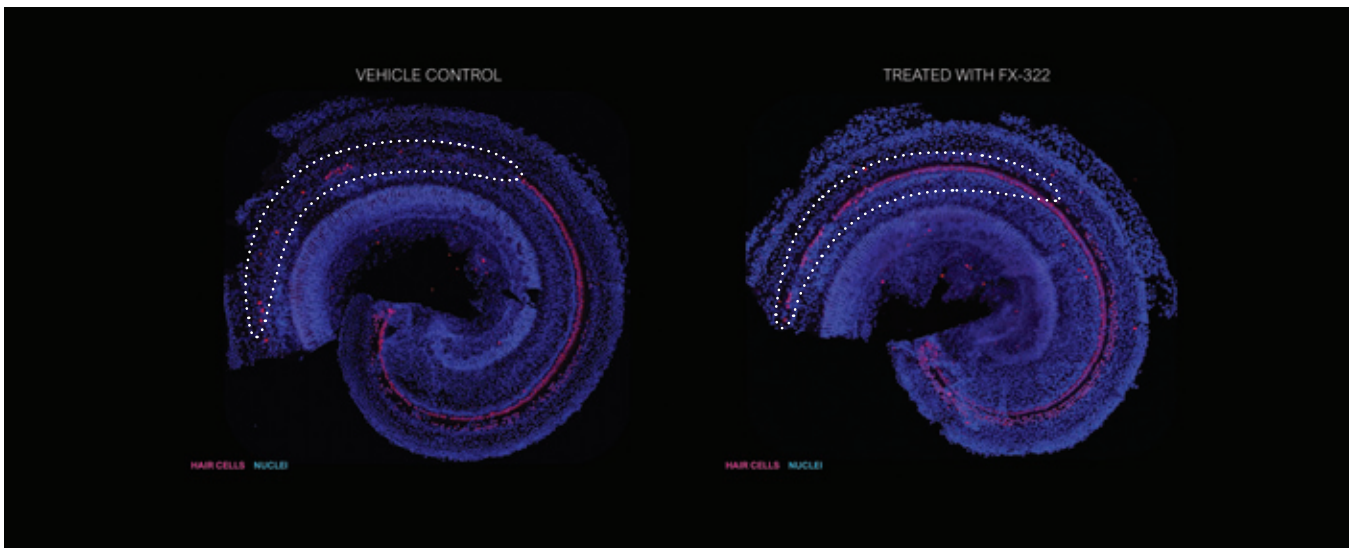 VEHICLE CONTROL
TREATED WITH FX-322
HAIR CELLS NUCLEI
HAIR CELLS NUCLEI